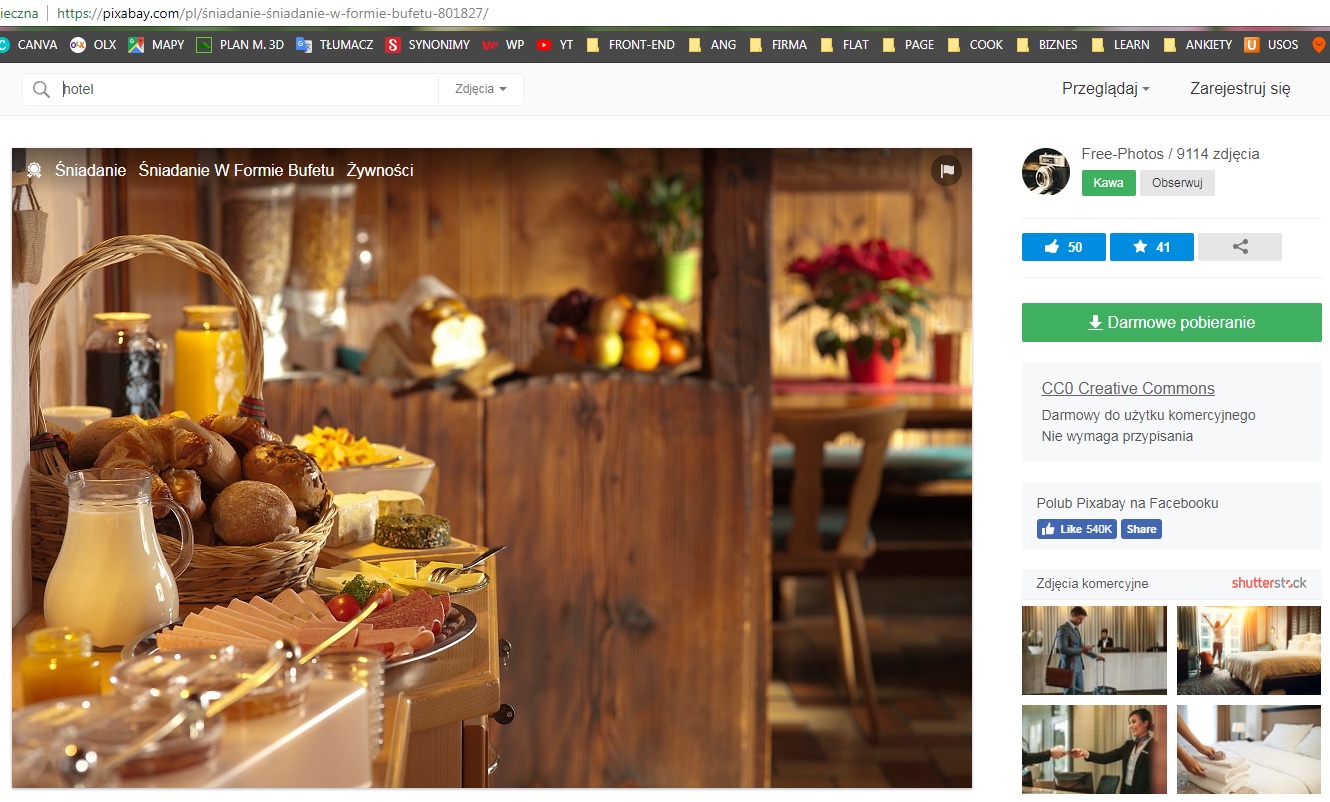 ieczna https://pixabay.com/pl/śniadanie-śniadanie-w-formie-bufetu-801827/
CANVA OLX OLX MAPY PLAN M. 3D TŁUMACZ S SYNONIMY WP WP YT FRONT-END ANG FIRMA FLAT PAGE COOK BIZNES LEARN ANKIETY U USOS
hotel Zdjęcia Przeglądaj Zarejestruj się
Śniadanie Śniadanie W Formie Bufetu Żywności
Free-Photos / 9114 zdjęcia
Kawa Obserwuj
50 41
Darmowe pobieranie
CC0 Creative Commons
Darmowy do użytku komercyjnego
Nie wymaga przypisania
Polub Pixabay na Facebooku
Like 540K Share
Zdjęcia komercyjne shutterstock